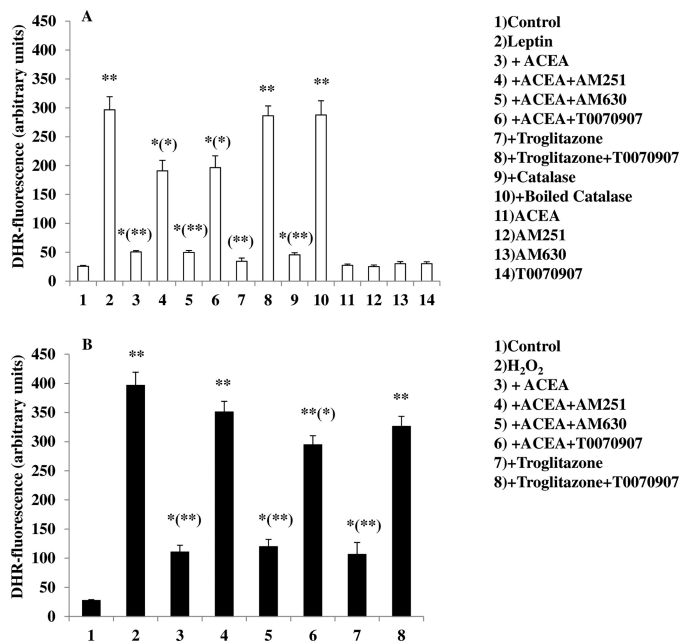 A
DHR-fluorescence (arbitrary units)
450
400
350
300
250
200
150
100
50
0
**
*(**)
*(*)
*(**)
*(*)
(**)
**
*(**)
**
1 2 3 4 5 6 7 8 9 10 11 12 13 14
1)Control
2)Leptin
3) + ACEA
4) +ACEA+AM251
5) +ACEA+AM630
6) +ACEA+T0070907
7)+Troglitazone
8)+Troglitazone+T0070907
9)+Catalase
10)+Boiled Catalase
11)ACEA
12)AM251
13)AM630
14)T0070907
B
DHR-fluorescence (arbitrary units)
450
400
350
300
250
200
150
100
50
0
**
*(**)
**
*(**)
**(*)
*(**)
**
1 2 3 4 5 6 7 8
1)Control
2)H₂O₂
3) + ACEA
4) +ACEA+AM251
5) +ACEA+AM630
6) +ACEA+T0070907
7)+Troglitazone
8)+Troglitazone+T0070907